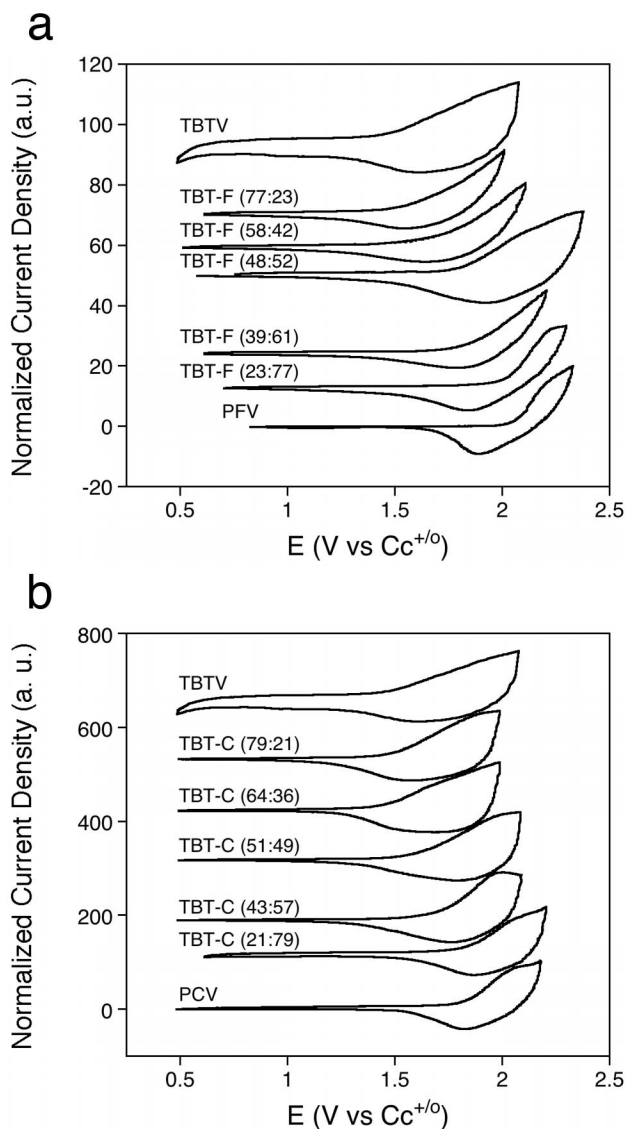 a
Normalized Current Density (a.u.)
120
100
80
60
40
20
0
-20
TBTV
TBT-F (77:23)
TBT-F (58:42)
TBT-F (48:52)
TBT-F (39:61)
TBT-F (23:77)
PFV
0.5 1 1.5 2 2.5
E (V vs Cc+/o)
b
Normalized Current Density (a. u.)
800
600
400
200
0
TBTV
TBT-C (79:21)
TBT-C (64:36)
TBT-C (51:49)
TBT-C (43:57)
TBT-C (21:79)
PCV
0.5 1 1.5 2 2.5
E (V vs Cc+/o)